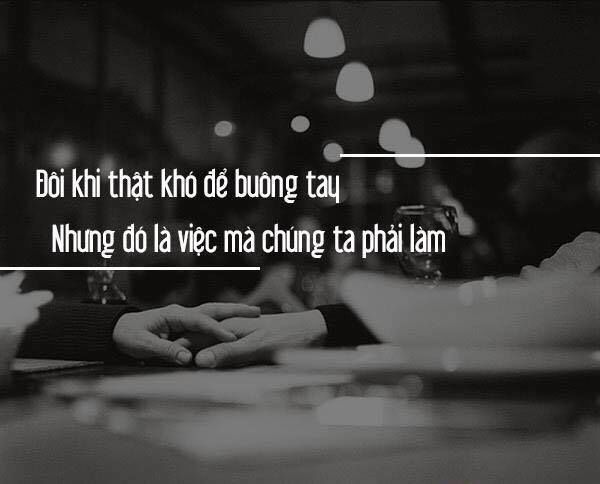 Đôi khi thật khó để buông tay
Nhưng đó là việc mà chúng ta phải làm